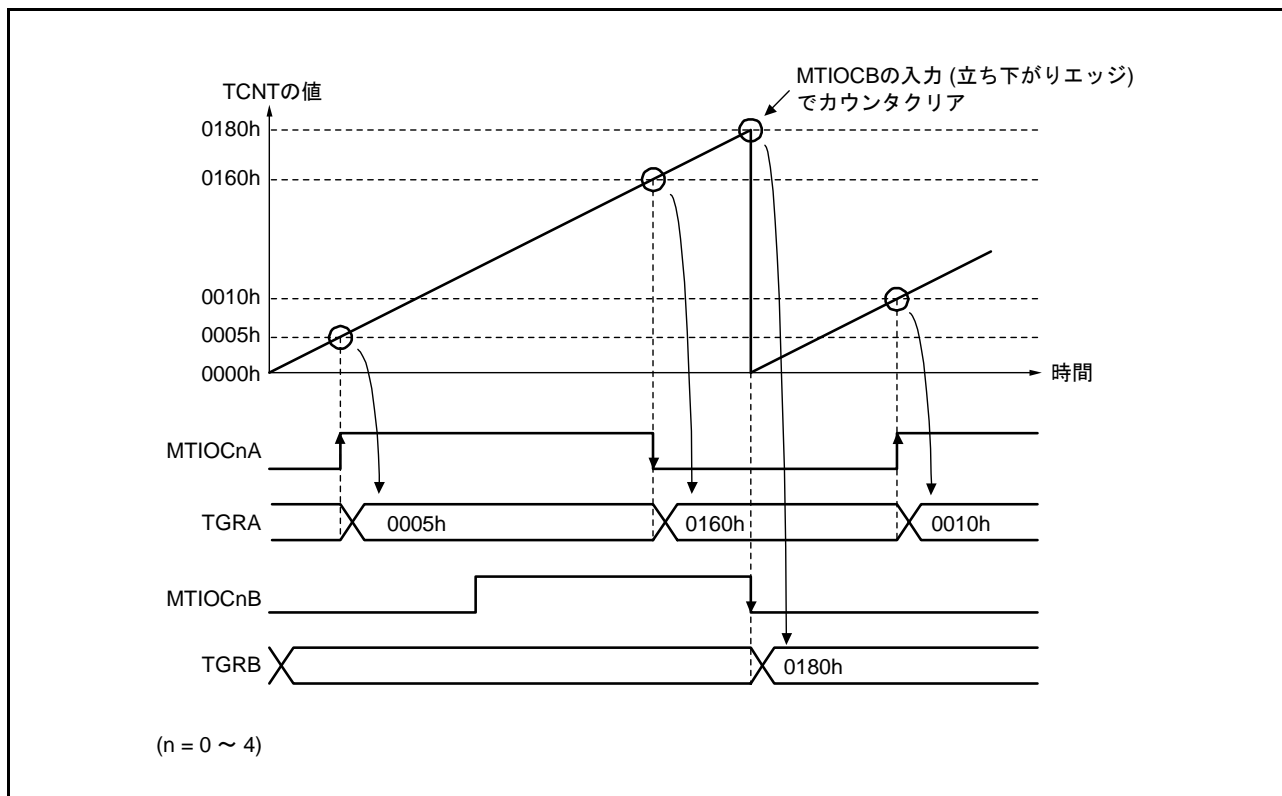 MTIOCBの入力 (立ち下がりエッジ)
でカウンタクリア
TCNTの値
0180h
0160h
0010h
0005h
0000h
時間
MTIOCnA
TGRA
0005h
0160h
0010h
MTIOCnB
TGRB
0180h
(n = 0 ～ 4)